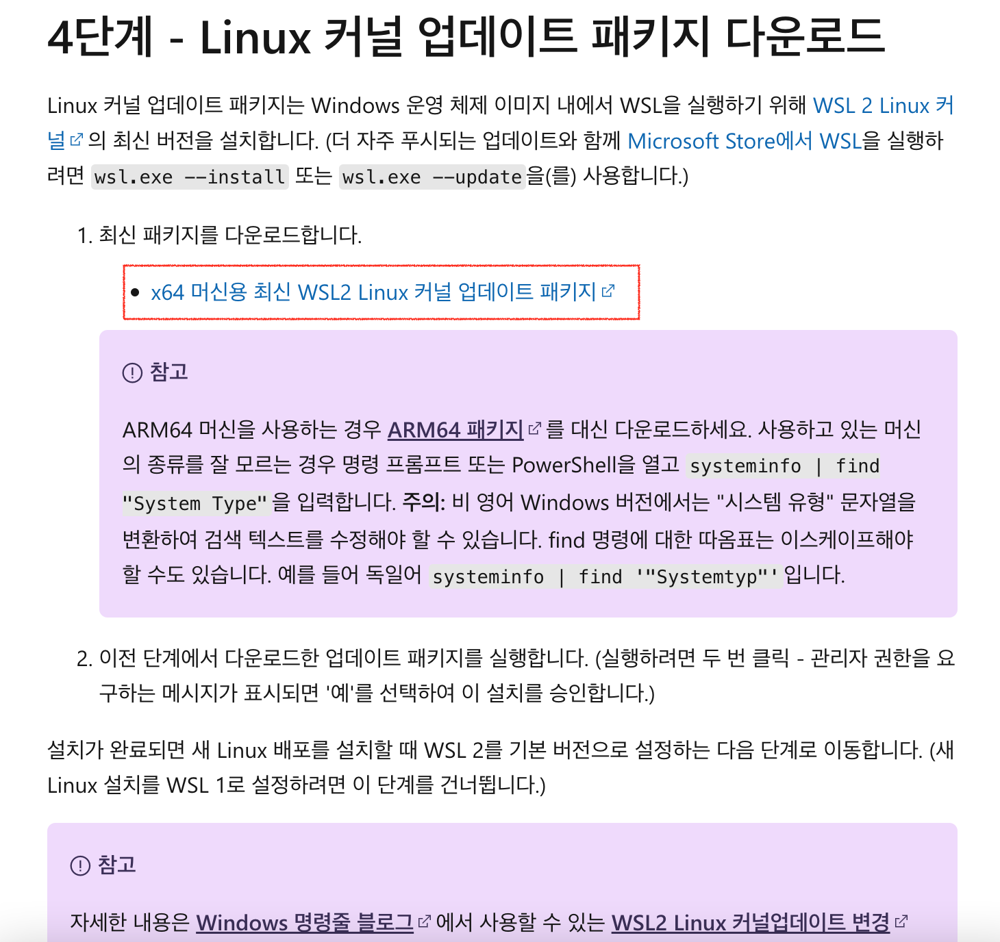 4단계 - Linux 커널 업데이트 패키지 다운로드
Linux 커널 업데이트 패키지는 Windows 운영 체제 이미지 내에서 WSL을 실행하기 위해 WSL 2 Linux 커
널의 최신 버전을 설치합니다. (더 자주 푸시되는 업데이트와 함께 Microsoft Store에서 WSL을 실행하
려면 wsl.exe --install 또는 wsl.exe --update을(를) 사용합니다.)
1. 최신 패키지를 다운로드합니다.
• x64 머신용 최신 WSL2 Linux 커널 업데이트 패키지
참고
ARM64 머신을 사용하는 경우 ARM64 패키지를 대신 다운로드하세요. 사용하고 있는 머신
의 종류를 잘 모르는 경우 명령 프롬프트 또는 PowerShell을 열고 systeminfo | find
"System Type"을 입력합니다. 주의: 비 영어 Windows 버전에서는 "시스템 유형" 문자열을
변환하여 검색 텍스트를 수정해야 할 수 있습니다. find 명령에 대한 따옴표는 이스케이프해야
할 수도 있습니다. 예를 들어 독일어 systeminfo | find '"Systemtyp"'입니다.
2. 이전 단계에서 다운로드한 업데이트 패키지를 실행합니다. (실행하려면 두 번 클릭 - 관리자 권한을 요
구하는 메시지가 표시되면 '예'를 선택하여 이 설치를 승인합니다.)
설치가 완료되면 새 Linux 배포를 설치할 때 WSL 2를 기본 버전으로 설정하는 다음 단계로 이동합니다. (새
Linux 설치를 WSL 1로 설정하려면 이 단계를 건너뜁니다.)
참고
자세한 내용은 Windows 명령줄 블로그에서 사용할 수 있는 WSL2 Linux 커널업데이트 변경